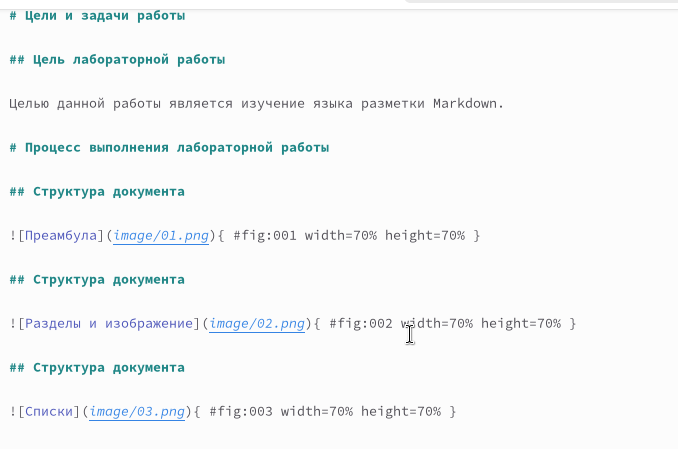 # Цели и задачи работы
## Цель лабораторной работы
Целью данной работы является изучение языка разметки Markdown.
# Процесс выполнения лабораторной работы
## Структура документа
![Преамбула](image/01.png){ #fig:001 width=70% height=70% }
## Структура документа
![Разделы и изображение](image/02.png){ #fig:002 width=70% height=70% }
## Структура документа
![Списки](image/03.png){ #fig:003 width=70% height=70% }